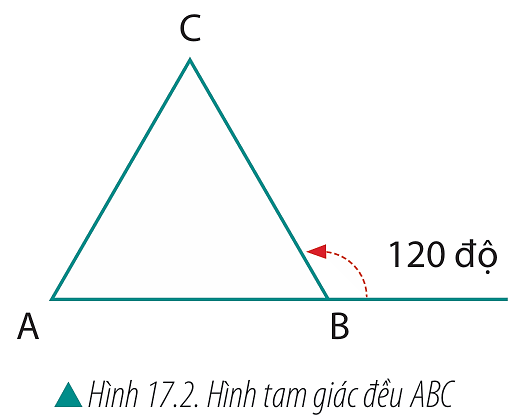 C
120 độ
A
B
Hình 17.2. Hình tam giác đều ABC